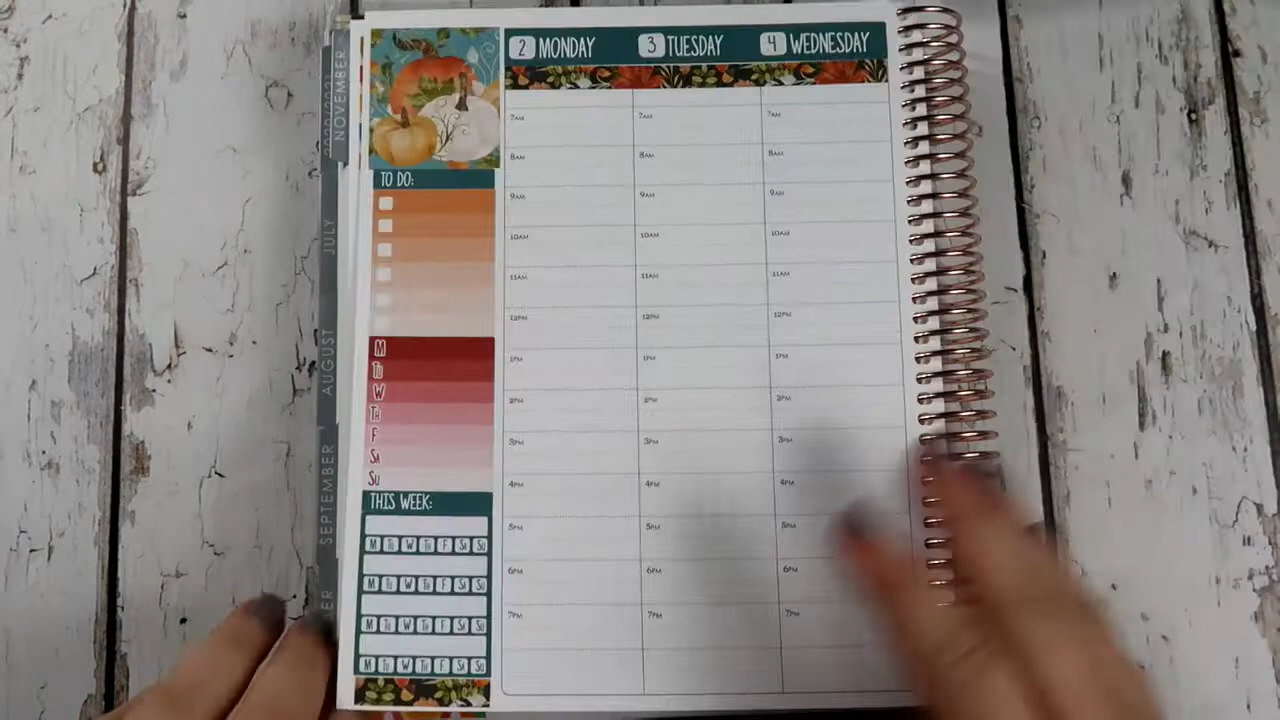 2 MONDAY 3 TUESDAY 4 WEDNESDAY
2020/2021
NOVEMBER
JULY
AUGUST
SEPTEMBER
TO DO:
M
TU
W
TH
F
SA
SU
THIS WEEK:
M TU W TH F SA SU
M TU W TH F SA SU
M TU W TH F SA SU
M TU W TH F SA SU
7AM 7AM 7AM
8AM 8AM 8AM
9AM 9AM 9AM
10AM 10AM 10AM
11AM 11AM 11AM
12PM 12PM 12PM
1PM 1PM 1PM
2PM 2PM 2PM
3PM 3PM 3PM
4PM 4PM 4PM
5PM 5PM 5PM
6PM 6PM 6PM
7PM 7PM 7PM